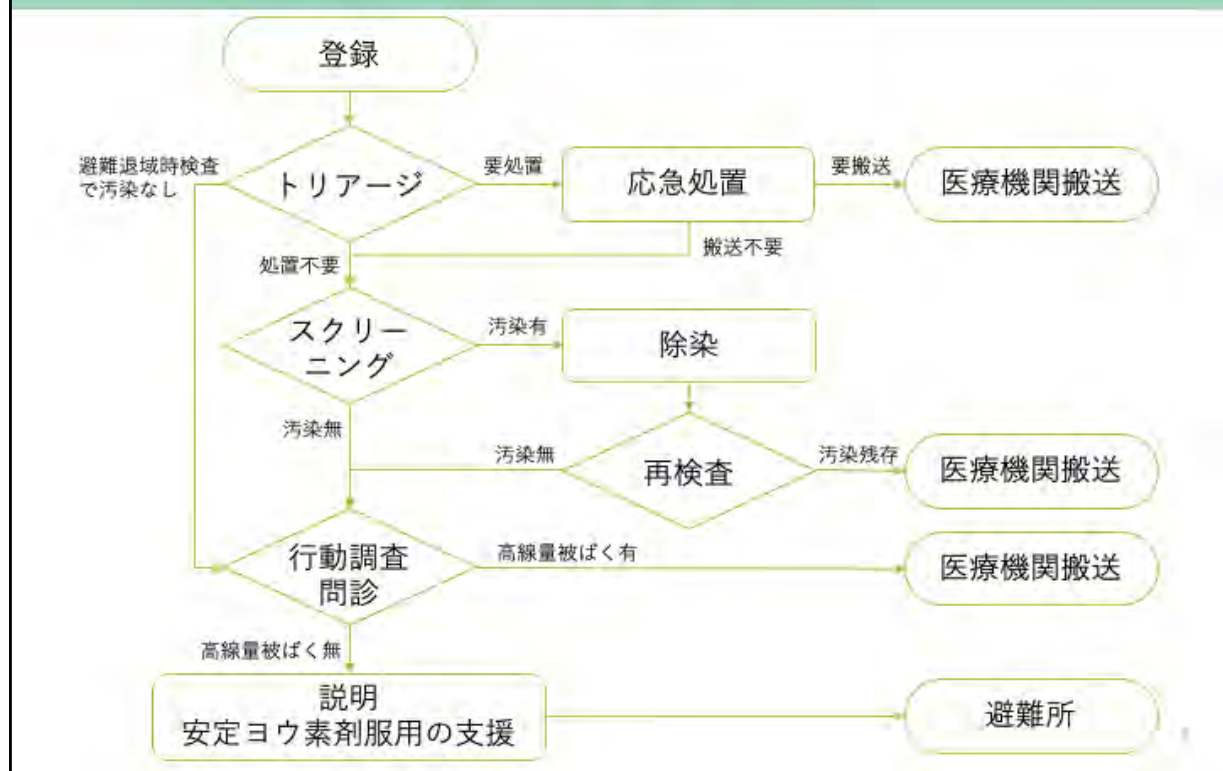 登録
避難退域時検査
で汚染なし
トリアージ
要処置
応急処置
要搬送
医療機関搬送
処置不要
搬送不要
スクリー
ニング
汚染有
除染
汚染無
汚染無
再検査
汚染残存
医療機関搬送
行動調査
問診
高線量被ばく有
医療機関搬送
高線量被ばく無
説明
安定ヨウ素剤服用の支援
避難所